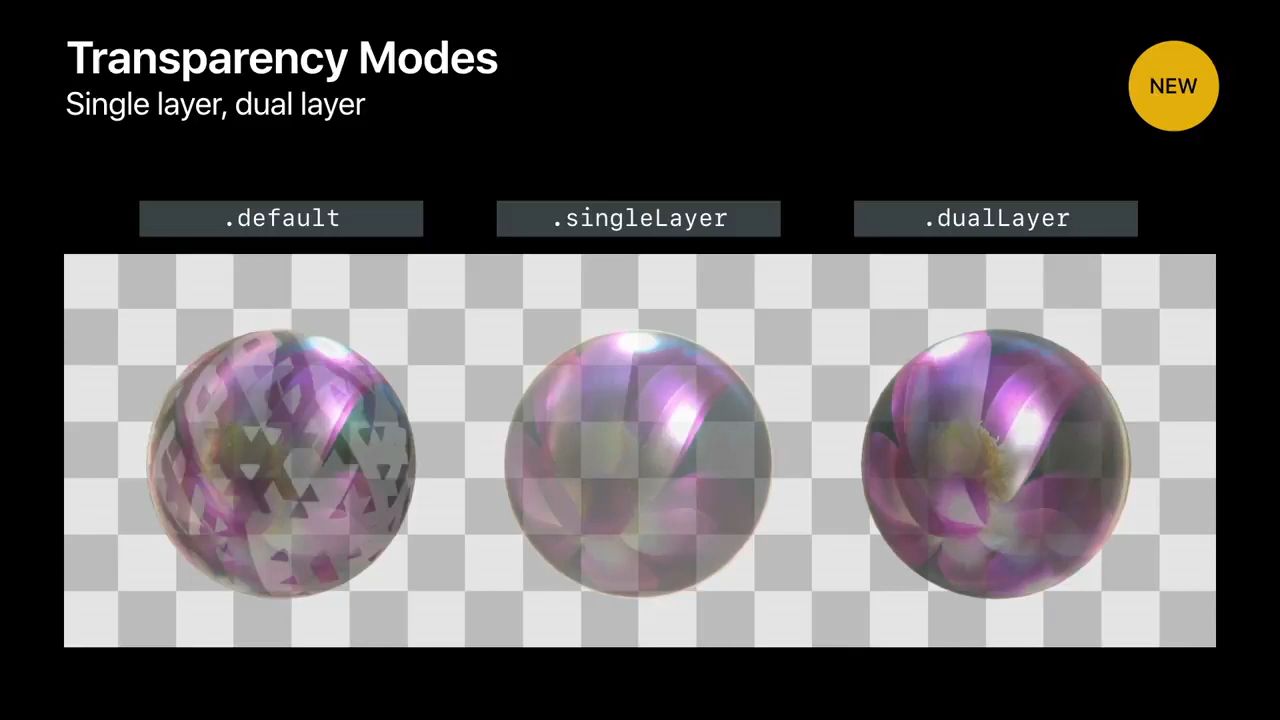 Transparency Modes
Single layer, dual layer
NEW
.default
.singleLayer
.dualLayer